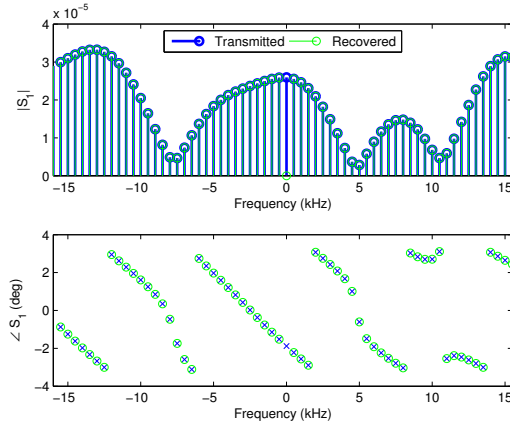 x 10⁻⁵
4
3
2
1
0
|S₁|
Transmitted
Recovered
−15 −10 −5 0 5 10 15
Frequency (kHz)
4
2
0
−2
−4
∠ S₁ (deg)
−15 −10 −5 0 5 10 15
Frequency (kHz)